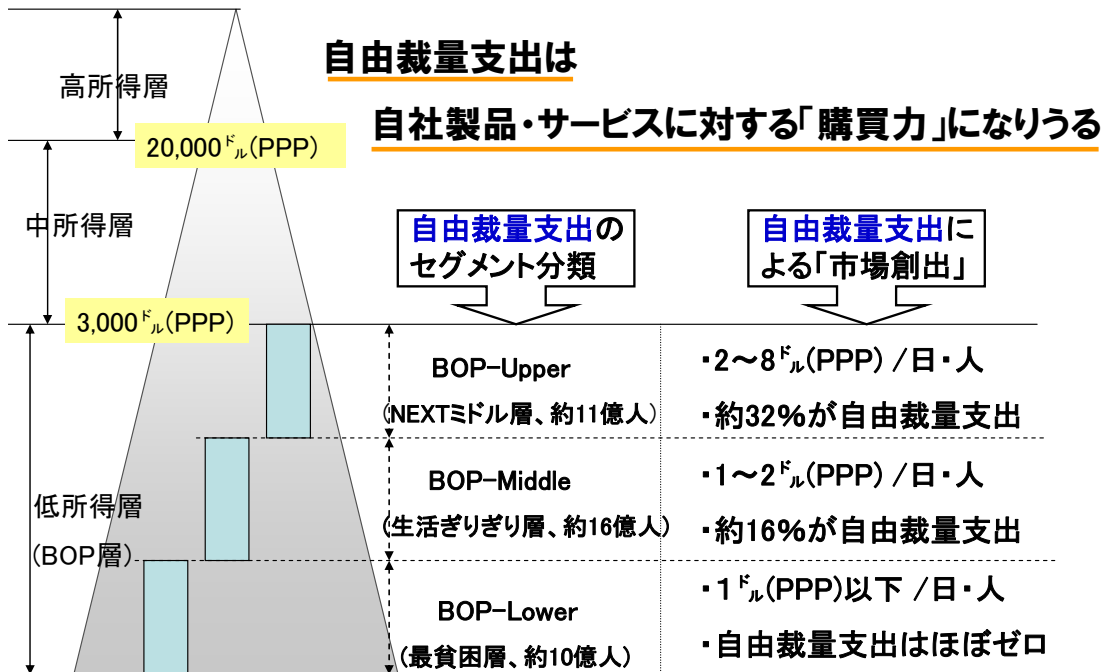 自由裁量支出は
自社製品・サービスに対する「購買力」になりうる
高所得層
20,000ドル(PPP)
中所得層
3,000ドル(PPP)
低所得層
(BOP層)
自由裁量支出の
セグメント分類
自由裁量支出に
よる「市場創出」
BOP-Upper
(NEXTミドル層、約11億人)
・2～8ドル(PPP) /日・人
・約32%が自由裁量支出
BOP-Middle
(生活ぎりぎり層、約16億人)
・1～2ドル(PPP) /日・人
・約16%が自由裁量支出
BOP-Lower
(最貧困層、約10億人)
・1ドル(PPP)以下 /日・人
・自由裁量支出はほぼゼロ